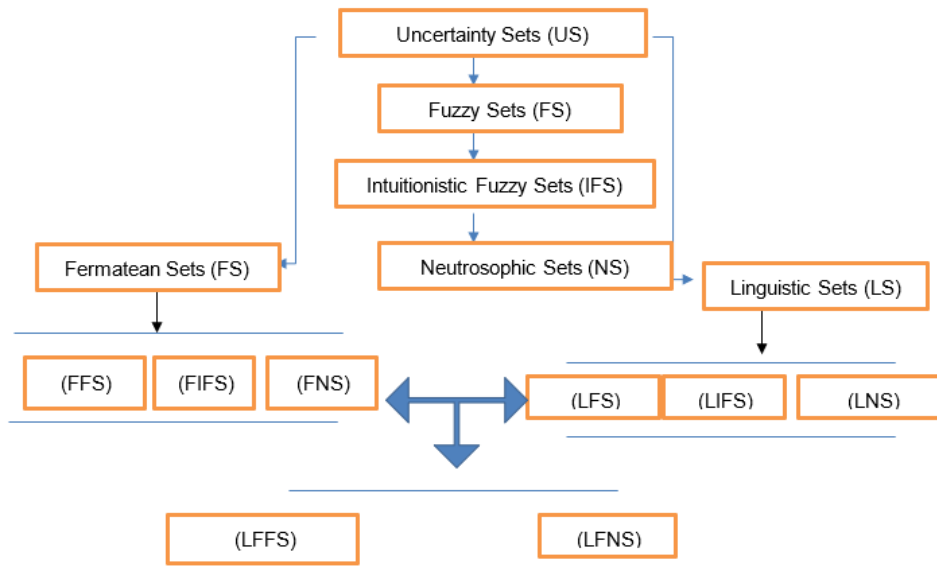 Uncertainty Sets (US)
Fuzzy Sets (FS)
Intuitionistic Fuzzy Sets (IFS)
Fermatean Sets (FS)
Neutrosophic Sets (NS)
Linguistic Sets (LS)
(FFS)
(FIFS)
(FNS)
(LFS)
(LIFS)
(LNS)
(LFFS)
(LFNS)